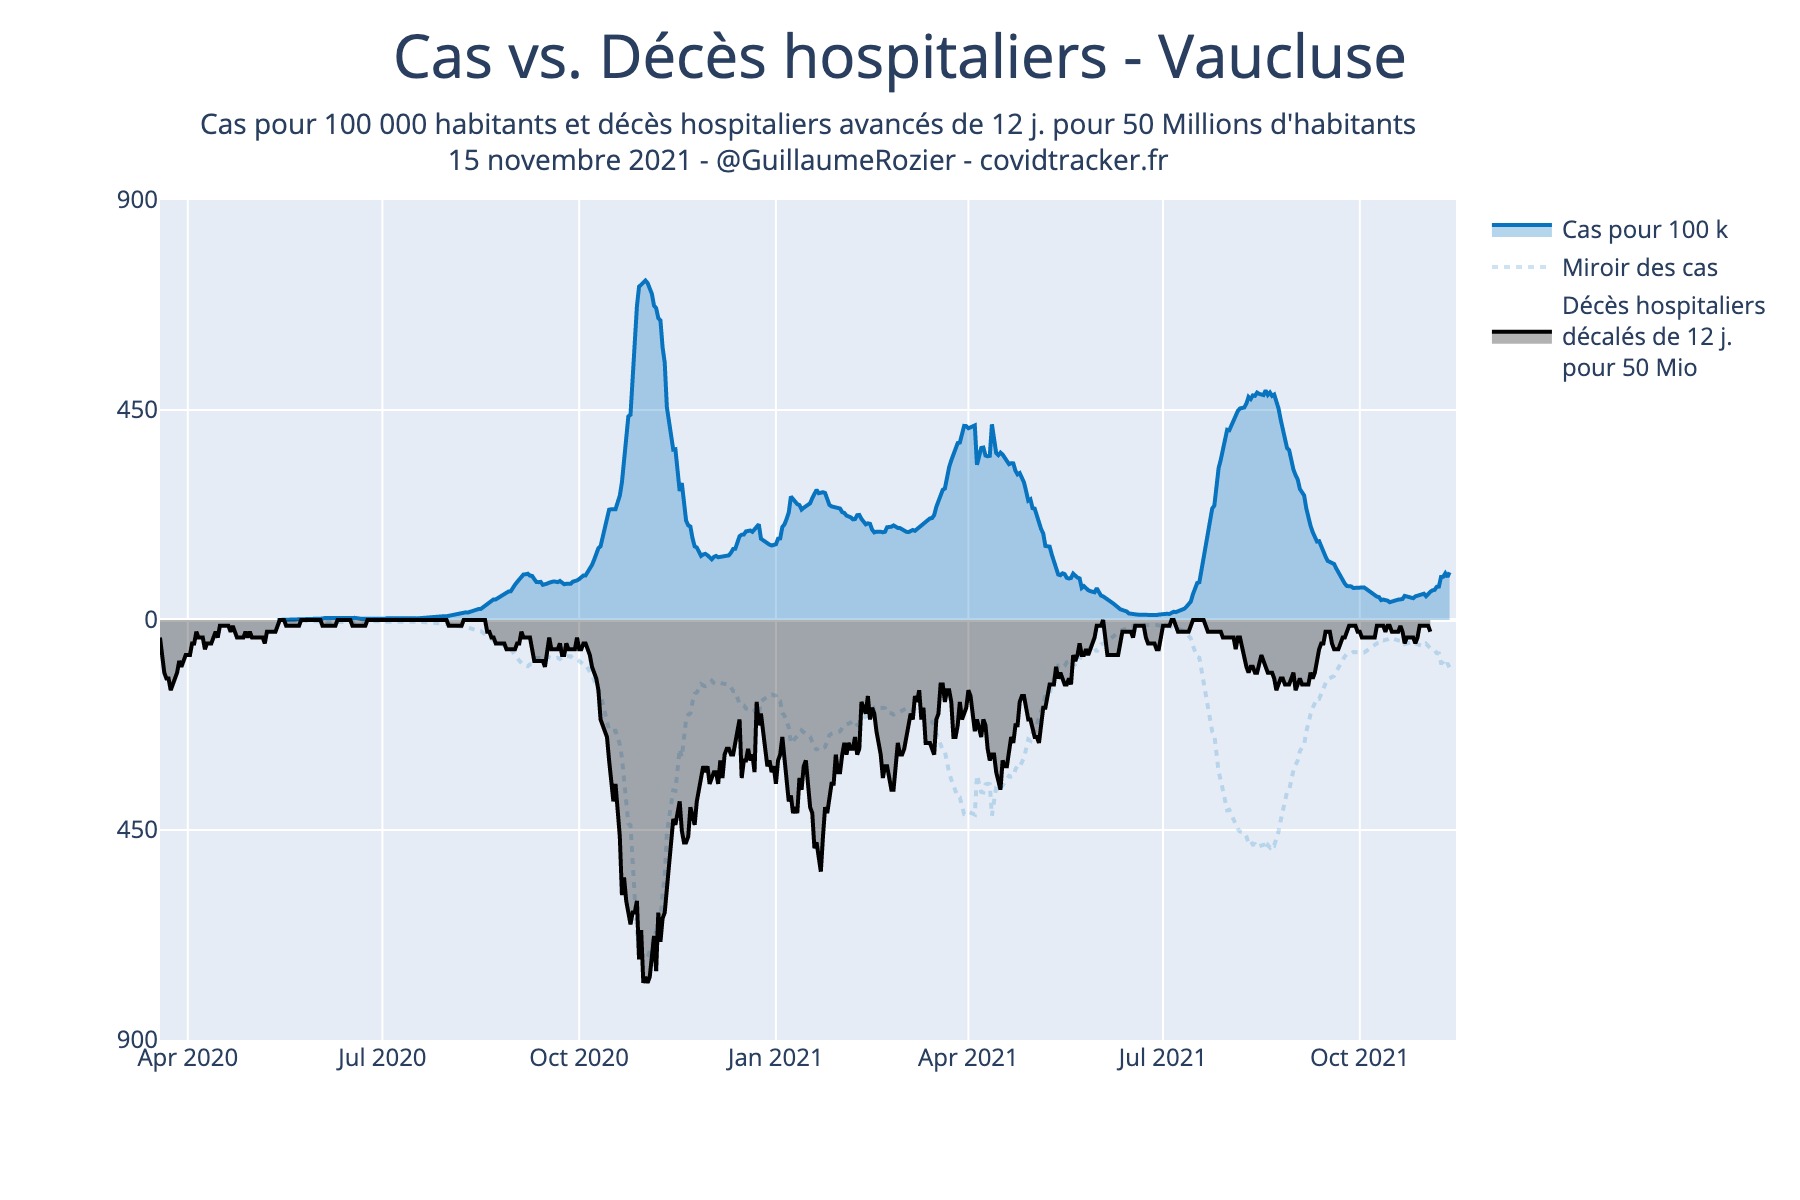 Cas vs. Décès hospitaliers - Vaucluse
Cas pour 100 000 habitants et décès hospitaliers avancés de 12 j. pour 50 Millions d'habitants
15 novembre 2021 - @GuillaumeRozier - covidtracker.fr
900
450
0
450
900
Apr 2020
Jul 2020
Oct 2020
Jan 2021
Apr 2021
Jul 2021
Oct 2021
Cas pour 100 k
Miroir des cas
Décès hospitaliers
décalés de 12 j.
pour 50 Mio